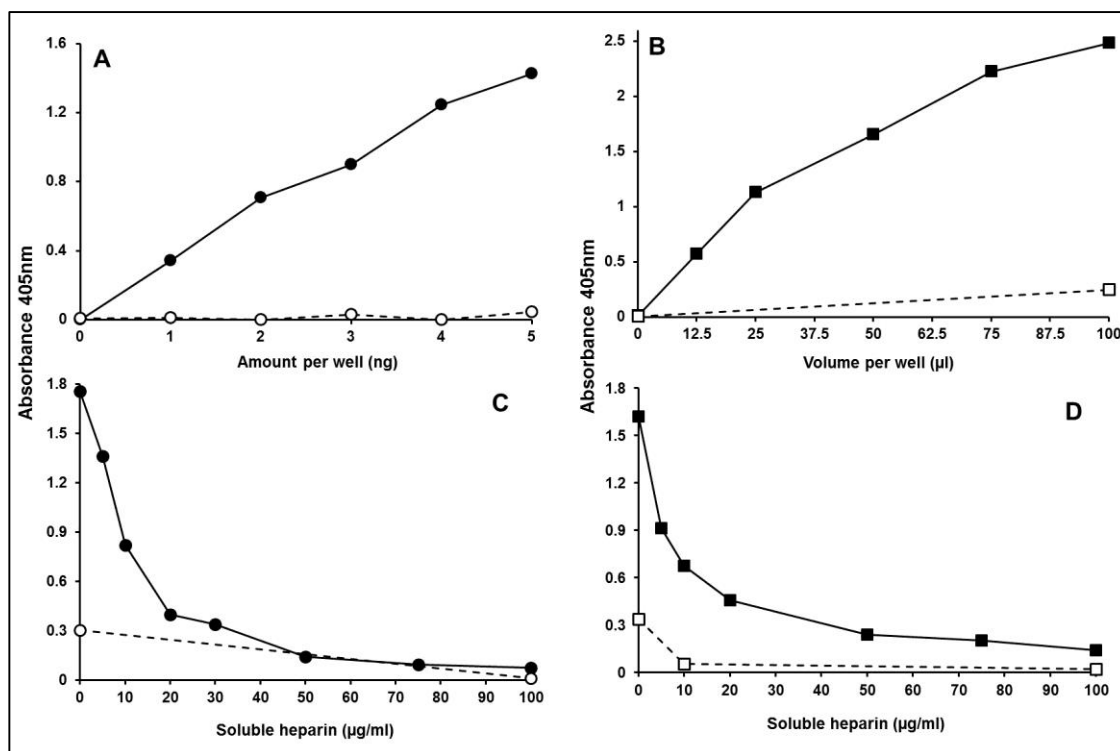 A
1.6
1.2
0.8
0.4
0
0 1 2 3 4 5
Amount per well (ng)
B
2.5
2
1.5
1
0.5
0
0 12.5 25 37.5 50 62.5 75 87.5 100
Volume per well (µl)
Absorbance 405nm
Absorbance 405nm
C
1.8
1.5
1.2
0.9
0.6
0.3
0
0 10 20 30 40 50 60 70 80 90 100
Soluble heparin (µg/ml)
D
1.8
1.5
1.2
0.9
0.6
0.3
0
0 10 20 30 40 50 60 70 80 90 100
Soluble heparin (µg/ml)